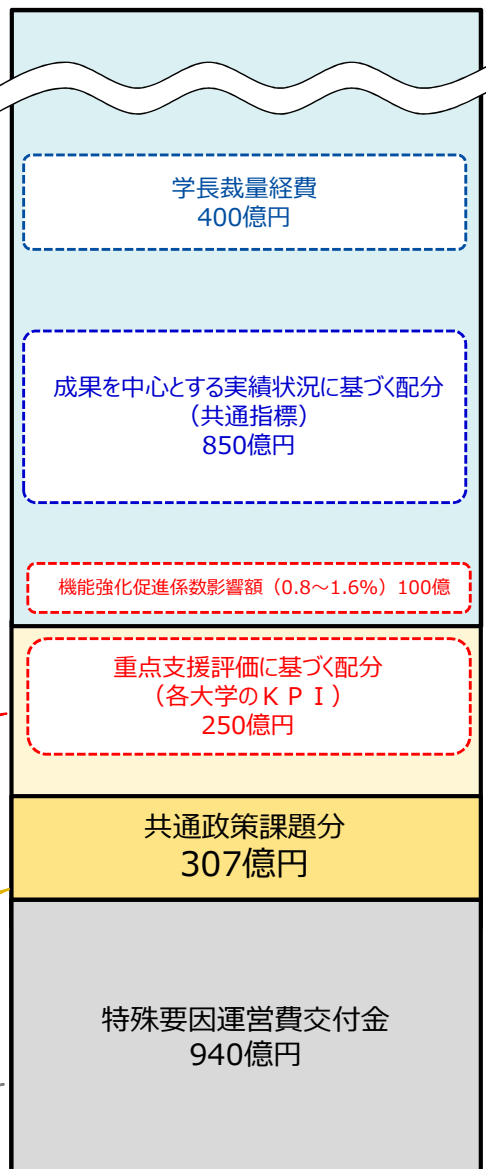 学長裁量経費
400億円
成果を中心とする実績状況に基づく配分
（共通指標）
850億円
機能強化促進係数影響額（0.8～1.6%）100億
重点支援評価に基づく配分
（各大学のＫＰＩ）
250億円
共通政策課題分
307億円
特殊要因運営費交付金
940億円